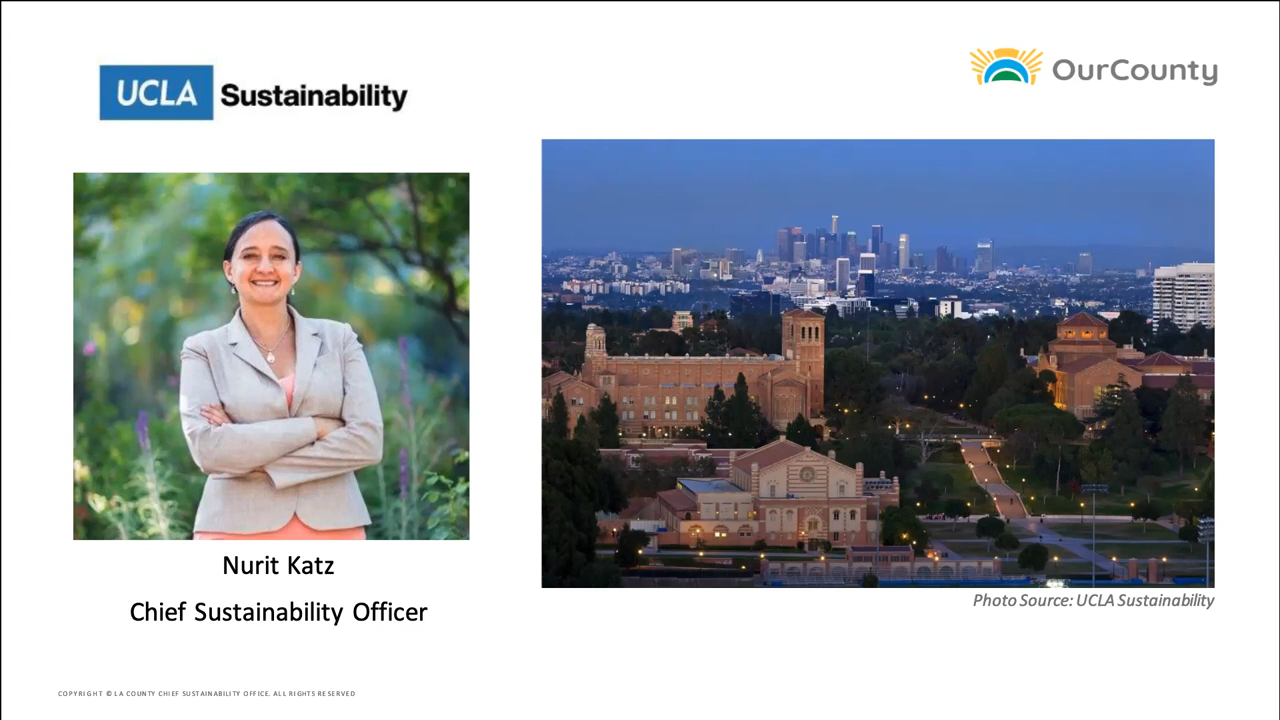 UCLA Sustainability
OurCounty
Nurit Katz
Chief Sustainability Officer
Photo Source: UCLA Sustainability
COPYRIGHT © LA COUNTY CHIEF SUSTAINABILITY OFFICE. ALL RIGHTS RESERVED